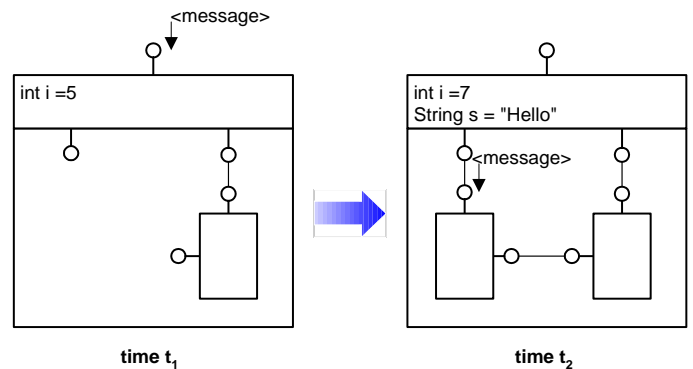 <message>
int i =5
int i =7
String s = "Hello"
<message>
time t1
time t2